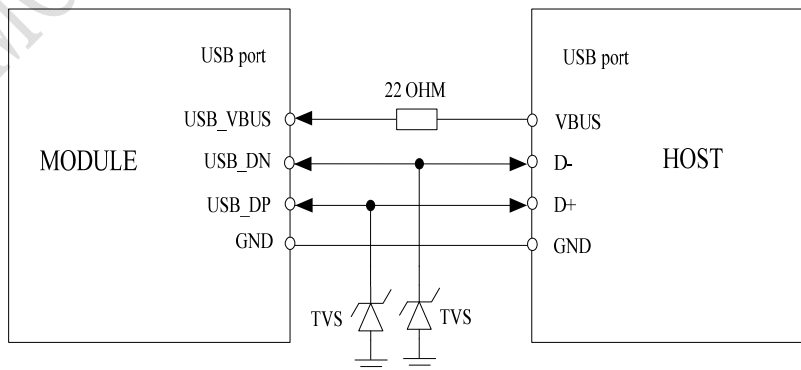 USB port
USB port
22 OHM
USB_VBUS
VBUS
MODULE
USB_DN
D-
HOST
USB_DP
D+
GND
GND
TVS
TVS